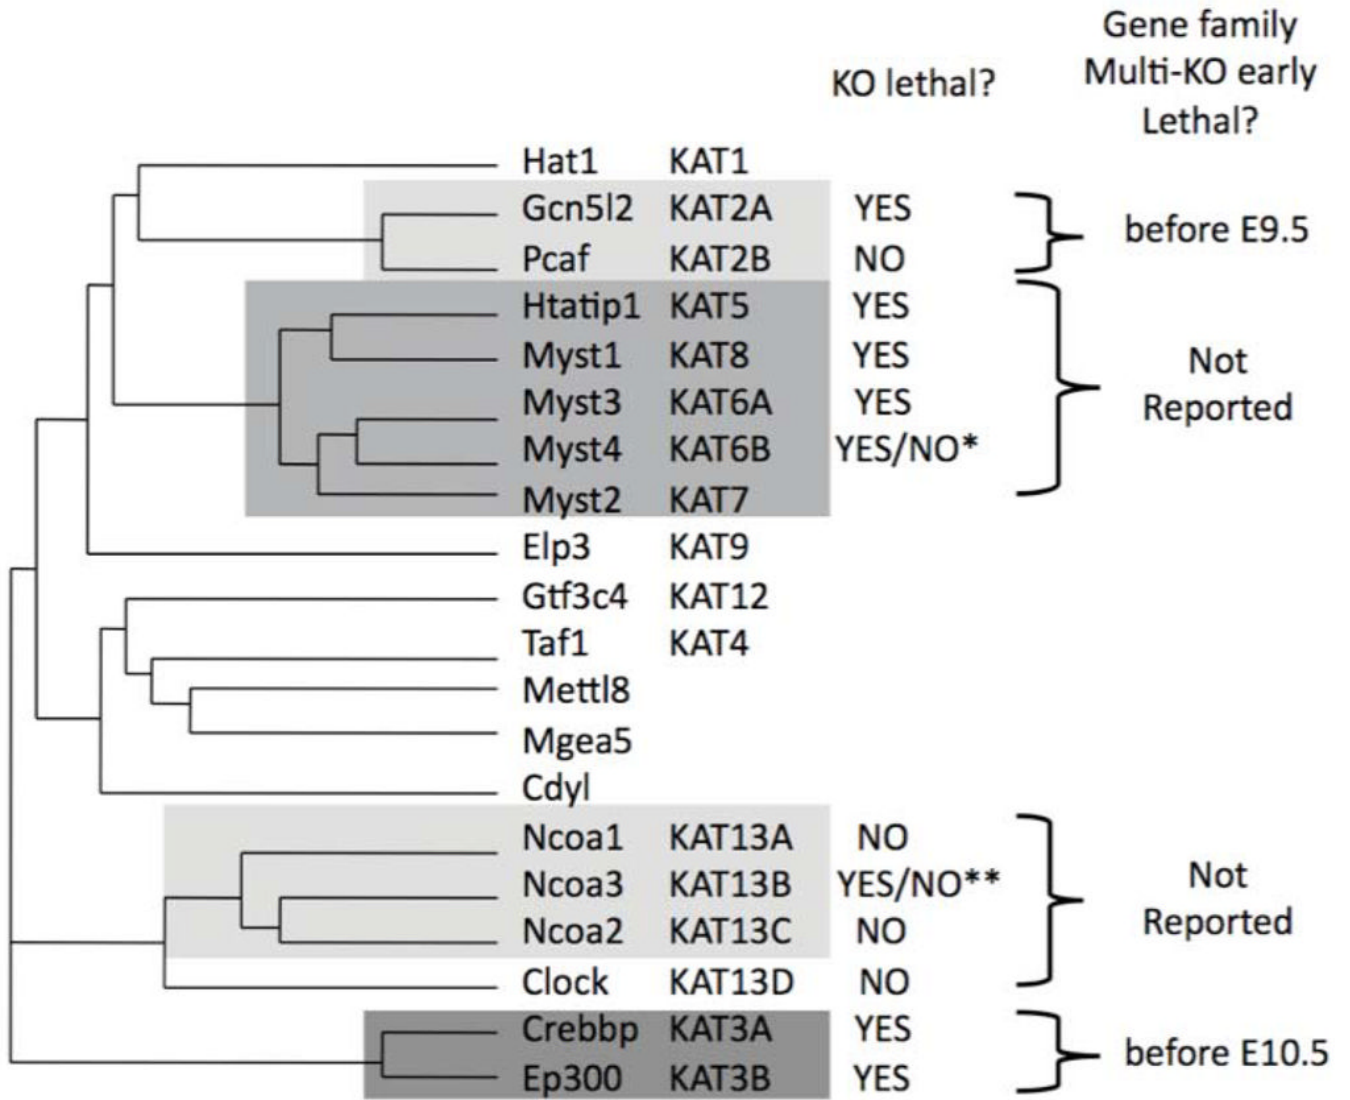 Gene family
KO lethal? Multi-KO early
Lethal?
Hat1 KAT1
Gcn5l2 KAT2A YES
before E9.5
Pcaf KAT2B NO
Htatip1 KAT5 YES
Myst1 KAT8 YES
Not
Myst3 KAT6A YES
Reported
Myst4 KAT6B YES/NO*
Myst2 KAT7
Elp3 KAT9
Gtf3c4 KAT12
Taf1 KAT4
Mettl8
Mgea5
Cdyl
Ncoa1 KAT13A NO
Ncoa3 KAT13B YES/NO**
Not
Ncoa2 KAT13C NO
Reported
Clock KAT13D NO
Crebbp KAT3A YES
before E10.5
Ep300 KAT3B YES